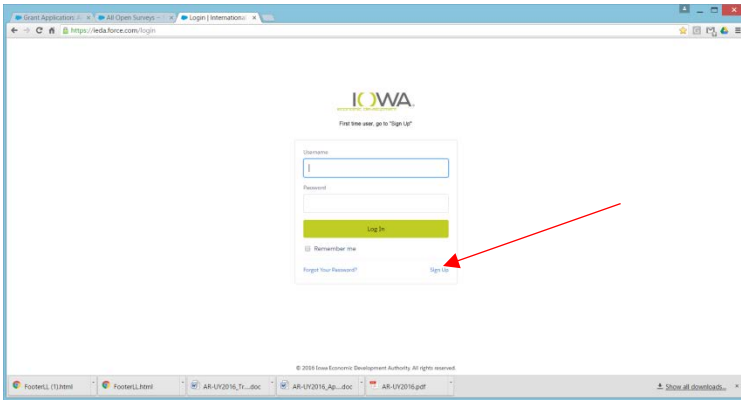 Grant Applications
All Open Surveys
Login | International
https://ieda.force.com/login
IOWA
First time user, go to "Sign Up"
Username
Password
Log In
Remember me
Forgot Your Password? Sign Up
© 2016 Iowa Economic Development Authority. All rights reserved.
FooterLL (1).html FooterLL.html AR-UY2016_Tr....doc AR-UY2016_Ap....doc AR-UY2016.pdf Show all downloads...